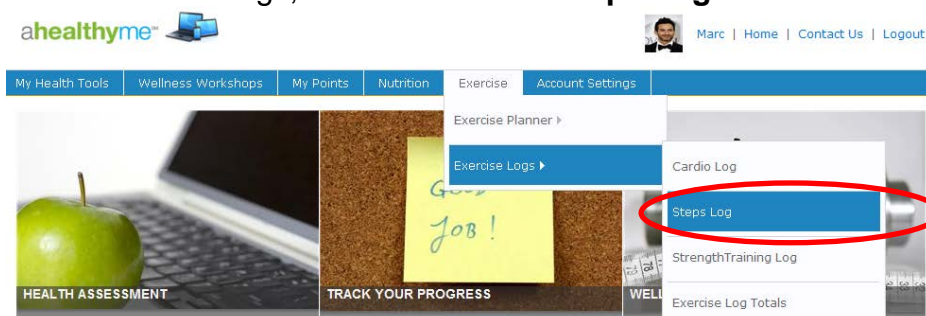 ahealthyme
Marc | Home | Contact Us | Logout
My Health Tools | Wellness Workshops | My Points | Nutrition | Exercise | Account Settings
Exercise Planner
Exercise Logs
Cardio Log
Steps Log
StrengthTraining Log
Exercise Log Totals
GOOD
JOB!
HEALTH ASSESSMENT
TRACK YOUR PROGRESS
WELL